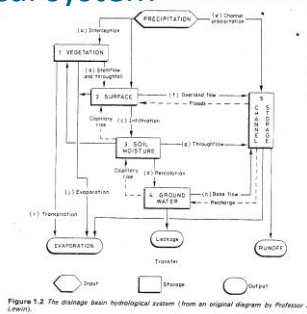 PRECIPITATION
(e) Channel
precipitation
(a) Interception
1. VEGETATION
(b) Stemflow
and throughfall
(f) Overland flow
2. SURFACE
Floods
5.
CHANNEL
STORAGE
Capillary
rise
(c) Infiltration
3. SOIL
MOISTURE
(g) Throughflow
Capillary
rise
(d) Percolation
4. GROUND
WATER
(h) Base flow
Recharge
(j) Evaporation
(i) Transpiration
EVAPORATION
Leakage
RUNOFF
Transfer
Input
Storage
Output
Figure 1.2 The drainage basin hydrological system (from an original diagram by Professor
Lewin).